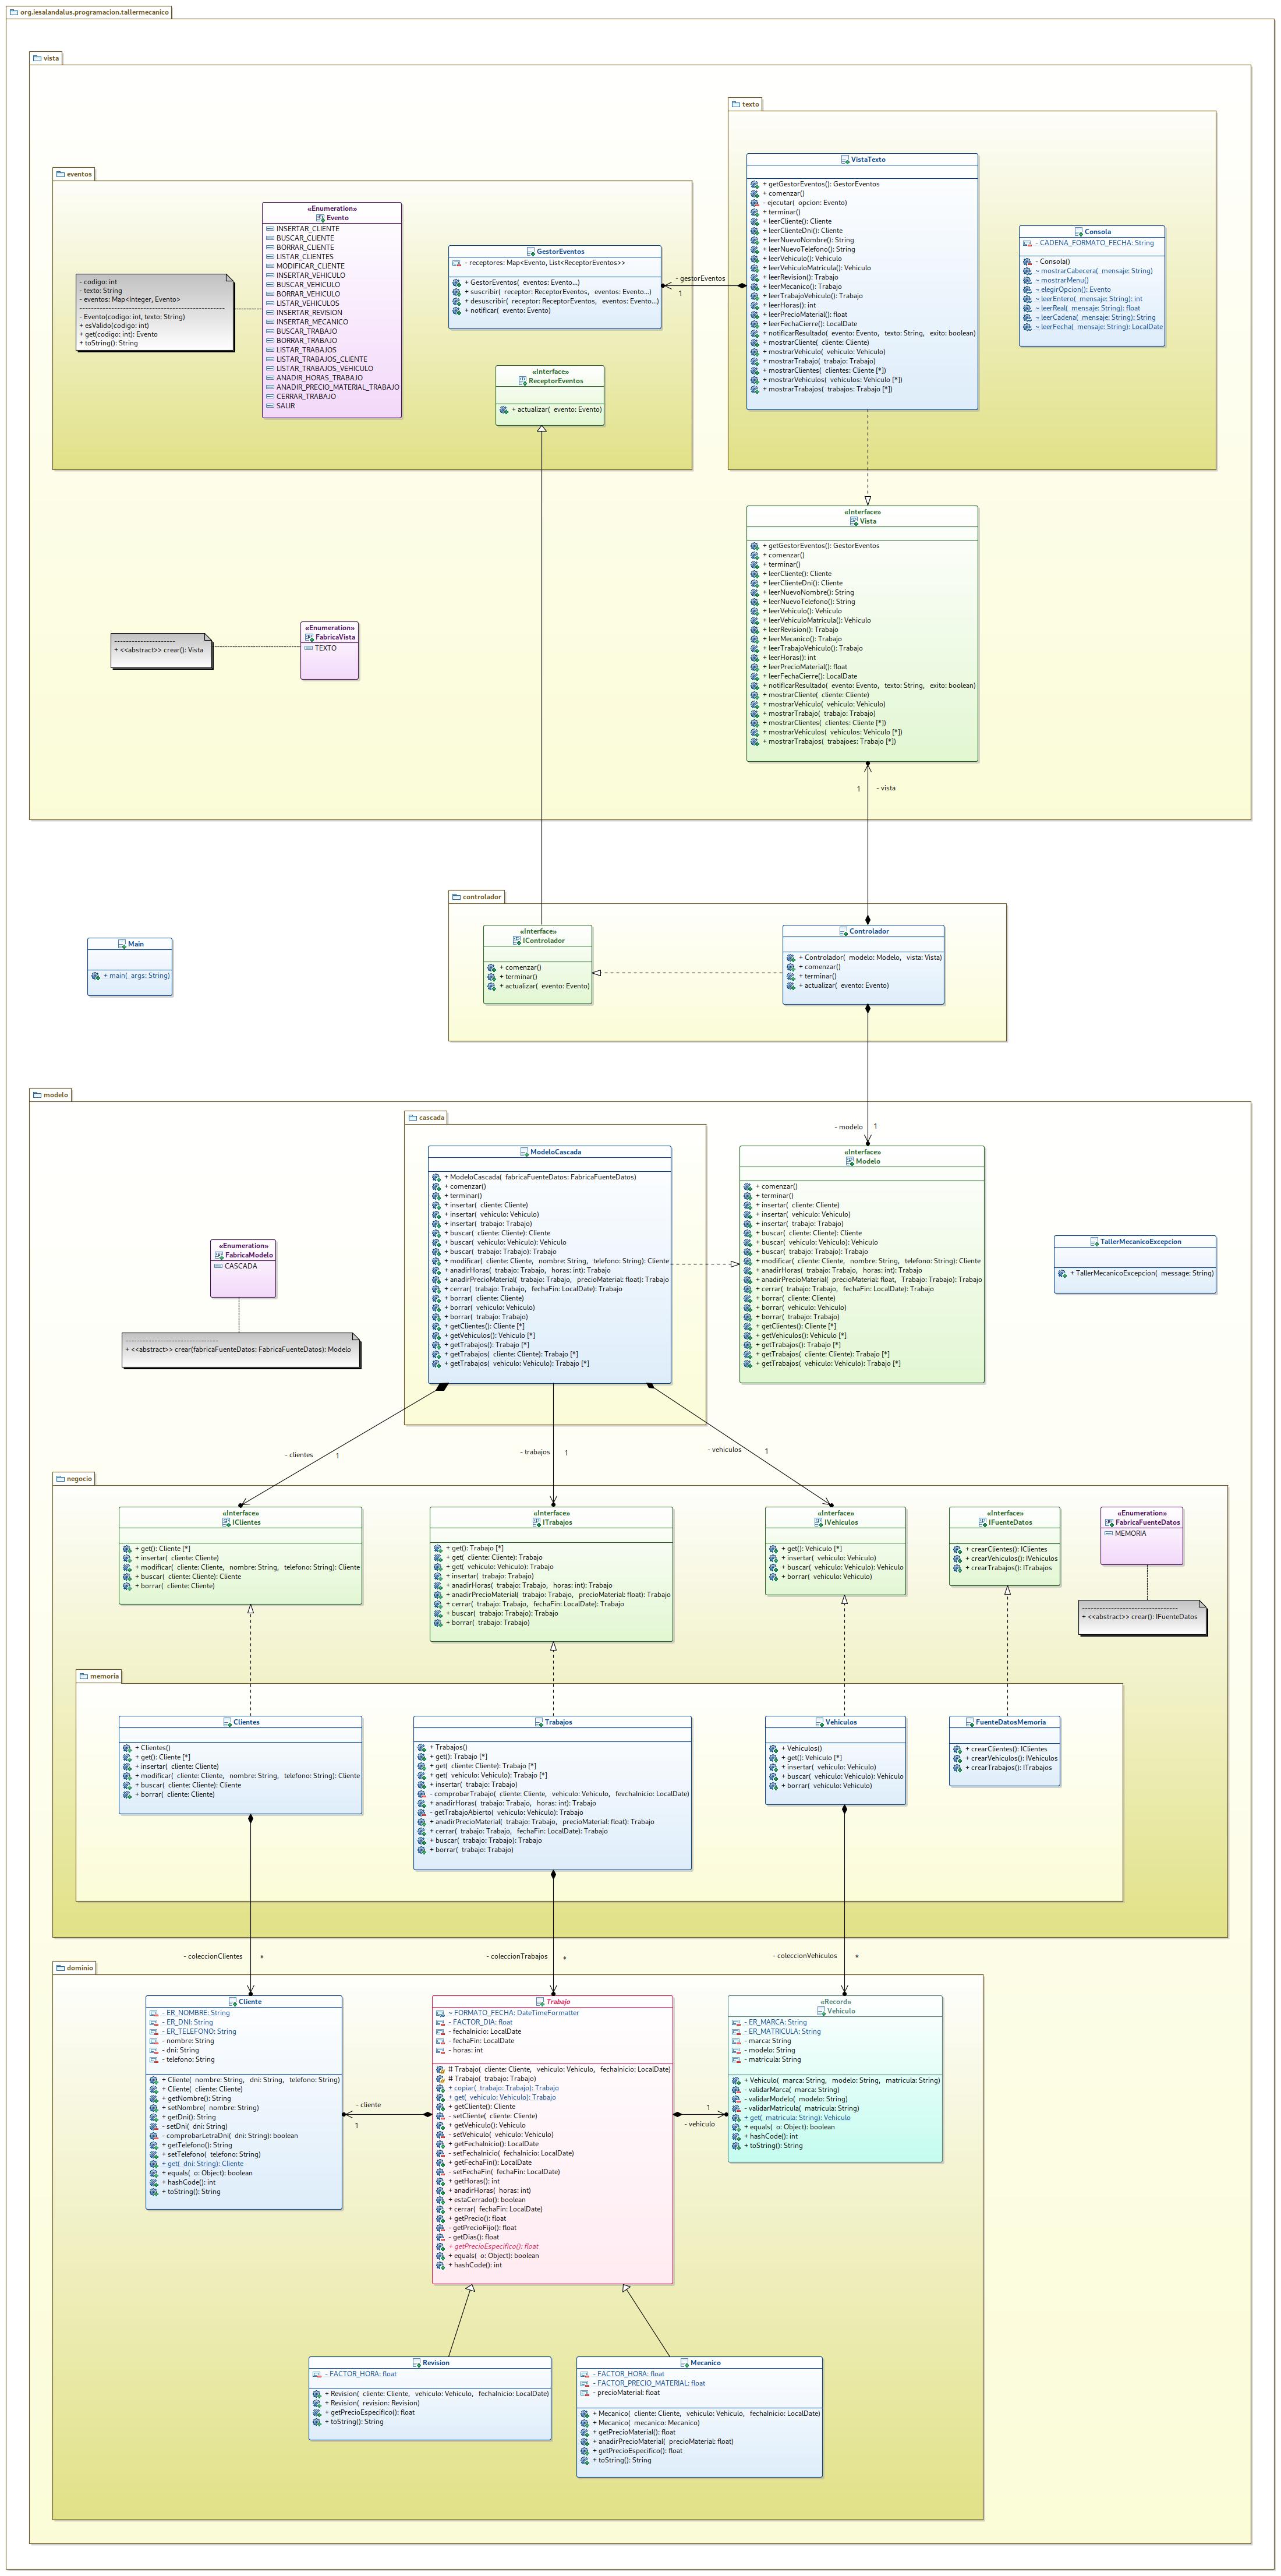 org.iesalandalus.programacion.tallermecanico
vista
texto
VistaTexto
+ getGestorEventos(): GestorEventos
+ comenzar()
- ejecutar( opcion: Evento)
+ terminar()
+ leerCliente(): Cliente
+ leerClienteDni(): Cliente
+ leerNuevoNombre(): String
+ leerNuevoTelefono(): String
+ leerVehiculo(): Vehiculo
+ leerVehiculoMatricula(): Vehiculo
+ leerRevision(): Trabajo
+ leerMecanico(): Trabajo
+ leerTrabajoVehiculo(): Trabajo
+ leerHoras(): int
+ leerPrecioMaterial(): float
+ leerFechaCierre(): LocalDate
+ notificarResultado( evento: Evento, texto: String, exito: boolean)
+ mostrarCliente( cliente: Cliente)
+ mostrarVehiculo( vehiculo: Vehiculo)
+ mostrarTrabajo( trabajo: Trabajo)
+ mostrarClientes( clientes: Cliente [*])
+ mostrarVehiculos( vehiculos: Vehiculo [*])
+ mostrarTrabajos( trabajos: Trabajo [*])
Consola
- CADENA_FORMATO_FECHA: String
- Consola()
~ mostrarCabecera( mensaje: String)
~ mostrarMenu()
~ elegirOpcion(): Evento
~ leerEntero( mensaje: String): int
~ leerReal( mensaje: String): float
~ leerCadena( mensaje: String): String
~ leerFecha( mensaje: String): LocalDate
eventos
«Enumeration»
Evento
INSERTAR_CLIENTE
BUSCAR_CLIENTE
BORRAR_CLIENTE
LISTAR_CLIENTES
MODIFICAR_CLIENTE
INSERTAR_VEHICULO
BUSCAR_VEHICULO
BORRAR_VEHICULO
LISTAR_VEHICULOS
INSERTAR_REVISION
INSERTAR_MECANICO
BUSCAR_TRABAJO
BORRAR_TRABAJO
LISTAR_TRABAJOS
LISTAR_TRABAJOS_CLIENTE
LISTAR_TRABAJOS_VEHICULO
ANADIR_HORAS_TRABAJO
ANADIR_PRECIO_MATERIAL_TRABAJO
CERRAR_TRABAJO
SALIR
- codigo: int
- texto: String
- eventos: Map<Integer, Evento>
- Evento(codigo: int, texto: String)
+ esValido(codigo: int)
+ get(codigo: int): Evento
+ toString(): String
GestorEventos
- receptores: Map<Evento, List<ReceptorEventos>>
+ GestorEventos( eventos: Evento...)
+ suscribir( receptor: ReceptorEventos, eventos: Evento...)
+ desuscribir( receptor: ReceptorEventos, eventos: Evento...)
+ notificar( evento: Evento)
- gestorEventos
1
«Interface»
ReceptorEventos
+ actualizar( evento: Evento)
«Interface»
Vista
+ getGestorEventos(): GestorEventos
+ comenzar()
+ terminar()
+ leerCliente(): Cliente
+ leerClienteDni(): Cliente
+ leerNuevoNombre(): String
+ leerNuevoTelefono(): String
+ leerVehiculo(): Vehiculo
+ leerVehiculoMatricula(): Vehiculo
+ leerRevision(): Trabajo
+ leerMecanico(): Trabajo
+ leerTrabajoVehiculo(): Trabajo
+ leerHoras(): int
+ leerPrecioMaterial(): float
+ leerFechaCierre(): LocalDate
+ notificarResultado( evento: Evento, texto: String, exito: boolean)
+ mostrarCliente( cliente: Cliente)
+ mostrarVehiculo( vehiculo: Vehiculo)
+ mostrarTrabajo( trabajo: Trabajo)
+ mostrarClientes( clientes: Cliente [*])
+ mostrarVehiculos( vehiculos: Vehiculo [*])
+ mostrarTrabajos( trabajoes: Trabajo [*])
«Enumeration»
FabricaVista
TEXTO
+ <<abstract>> crear(): Vista
1
- vista
controlador
«Interface»
IControlador
+ comenzar()
+ terminar()
+ actualizar( evento: Evento)
Controlador
+ Controlador( modelo: Modelo, vista: Vista)
+ comenzar()
+ terminar()
+ actualizar( evento: Evento)
Main
+ main( args: String)
- modelo
1
modelo
cascada
ModeloCascada
+ ModeloCascada( fabricaFuenteDatos: FabricaFuenteDatos)
+ comenzar()
+ terminar()
+ insertar( cliente: Cliente)
+ insertar( vehiculo: Vehiculo)
+ insertar( trabajo: Trabajo)
+ buscar( cliente: Cliente): Cliente
+ buscar( vehiculo: Vehiculo): Vehiculo
+ buscar( trabajo: Trabajo): Trabajo
+ modificar( cliente: Cliente, nombre: String, telefono: String): Cliente
+ anadirHoras( trabajo: Trabajo, horas: int): Trabajo
+ anadirPrecioMaterial( trabajo: Trabajo, precioMaterial: float): Trabajo
+ cerrar( trabajo: Trabajo, fechaFin: LocalDate): Trabajo
+ borrar( cliente: Cliente)
+ borrar( vehiculo: Vehiculo)
+ borrar( trabajo: Trabajo)
+ getClientes(): Cliente [*]
+ getVehiculos(): Vehiculo [*]
+ getTrabajos(): Trabajo [*]
+ getTrabajos( cliente: Cliente): Trabajo [*]
+ getTrabajos( vehiculo: Vehiculo): Trabajo [*]
«Interface»
Modelo
+ comenzar()
+ terminar()
+ insertar( cliente: Cliente)
+ insertar( vehiculo: Vehiculo)
+ insertar( trabajo: Trabajo)
+ buscar( cliente: Cliente): Cliente
+ buscar( vehiculo: Vehiculo): Vehiculo
+ buscar( trabajo: Trabajo): Trabajo
+ modificar( cliente: Cliente, nombre: String, telefono: String): Cliente
+ anadirHoras( trabajo: Trabajo, horas: int): Trabajo
+ anadirPrecioMaterial( precioMaterial: float, Trabajo: Trabajo): Trabajo
+ cerrar( trabajo: Trabajo, fechaFin: LocalDate): Trabajo
+ borrar( cliente: Cliente)
+ borrar( vehiculo: Vehiculo)
+ borrar( trabajo: Trabajo)
+ getClientes(): Cliente [*]
+ getVehiculos(): Vehiculo [*]
+ getTrabajos(): Trabajo [*]
+ getTrabajos( cliente: Cliente): Trabajo [*]
+ getTrabajos( vehiculo: Vehiculo): Trabajo [*]
TallerMecanicoExcepcion
+ TallerMecanicoExcepcion( message: String)
«Enumeration»
FabricaModelo
CASCADA
+ <<abstract>> crear(fabricaFuenteDatos: FabricaFuenteDatos): Modelo
- clientes
1
- trabajos
1
- vehiculos
1
negocio
«Interface»
IClientes
+ get(): Cliente [*]
+ insertar( cliente: Cliente)
+ modificar( cliente: Cliente, nombre: String, telefono: String): Cliente
+ buscar( cliente: Cliente): Cliente
+ borrar( cliente: Cliente)
«Interface»
ITrabajos
+ get(): Trabajo [*]
+ get( cliente: Cliente): Trabajo
+ get( vehiculo: Vehiculo): Trabajo
+ insertar( trabajo: Trabajo)
+ anadirHoras( trabajo: Trabajo, horas: int): Trabajo
+ anadirPrecioMaterial( trabajo: Trabajo, precioMaterial: float): Trabajo
+ cerrar( trabajo: Trabajo, fechaFin: LocalDate): Trabajo
+ buscar( trabajo: Trabajo): Trabajo
+ borrar( trabajo: Trabajo)
«Interface»
IVehiculos
+ get(): Vehiculo [*]
+ insertar( vehiculo: Vehiculo)
+ buscar( vehiculo: Vehiculo): Vehiculo
+ borrar( vehiculo: Vehiculo)
«Interface»
IFuenteDatos
+ crearClientes(): IClientes
+ crearVehiculos(): IVehiculos
+ crearTrabajos(): ITrabajos
«Enumeration»
FabricaFuenteDatos
MEMORIA
+ <<abstract>> crear(): IFuenteDatos
memoria
Clientes
+ Clientes()
+ get(): Cliente [*]
+ insertar( cliente: Cliente)
+ modificar( cliente: Cliente, nombre: String, telefono: String): Cliente
+ buscar( cliente: Cliente): Cliente
+ borrar( cliente: Cliente)
Trabajos
+ Trabajos()
+ get(): Trabajo [*]
+ get( cliente: Cliente): Trabajo [*]
+ get( vehiculo: Vehiculo): Trabajo [*]
+ insertar( trabajo: Trabajo)
- comprobarTrabajo( cliente: Cliente, vehiculo: Vehiculo, fevchaInicio: LocalDate)
+ anadirHoras( trabajo: Trabajo, horas: int): Trabajo
- getTrabajoAbierto( vehiculo: Vehiculo): Trabajo
+ anadirPrecioMaterial( trabajo: Trabajo, precioMaterial: float): Trabajo
+ cerrar( trabajo: Trabajo, fechaFin: LocalDate): Trabajo
+ buscar( trabajo: Trabajo): Trabajo
+ borrar( trabajo: Trabajo)
Vehiculos
+ Vehiculos()
+ get(): Vehiculo [*]
+ insertar( vehiculo: Vehiculo)
+ buscar( vehiculo: Vehiculo): Vehiculo
+ borrar( vehiculo: Vehiculo)
FuenteDatosMemoria
+ crearClientes(): IClientes
+ crearVehiculos(): IVehiculos
+ crearTrabajos(): ITrabajos
- coleccionClientes
*
- coleccionTrabajos
*
- coleccionVehiculos
*
dominio
Cliente
- ER_NOMBRE: String
- ER_DNI: String
- ER_TELEFONO: String
- nombre: String
- dni: String
- telefono: String
+ Cliente( nombre: String, dni: String, telefono: String)
+ Cliente( cliente: Cliente)
+ getNombre(): String
+ setNombre( nombre: String)
+ getDni(): String
- setDni( dni: String)
- comprobarLetraDni( dni: String): boolean
+ getTelefono(): String
+ setTelefono( telefono: String)
+ get( dni: String): Cliente
+ equals( o: Object): boolean
+ hashCode(): int
+ toString(): String
- cliente
1
Trabajo
~ FORMATO_FECHA: DateTimeFormatter
- FACTOR_DIA: float
- fechaInicio: LocalDate
- fechaFin: LocalDate
- horas: int
# Trabajo( cliente: Cliente, vehiculo: Vehiculo, fechaInicio: LocalDate)
# Trabajo( trabajo: Trabajo)
+ copiar( trabajo: Trabajo): Trabajo
+ get( vehiculo: Vehiculo): Trabajo
+ getCliente(): Cliente
- setCliente( cliente: Cliente)
+ getVehiculo(): Vehiculo
- setVehiculo( vehiculo: Vehiculo)
+ getFechaInicio(): LocalDate
- setFechaInicio( fechaInicio: LocalDate)
+ getFechaFin(): LocalDate
- setFechaFin( fechaFin: LocalDate)
+ getHoras(): int
+ anadirHoras( horas: int)
+ estaCerrado(): boolean
+ cerrar( fechaFin: LocalDate)
+ getPrecio(): float
- getPrecioFijo(): float
- getDias(): float
+ getPrecioEspecifico(): float
+ equals( o: Object): boolean
+ hashCode(): int
1
- vehiculo
«Record»
Vehiculo
- ER_MARCA: String
- ER_MATRICULA: String
- marca: String
- modelo: String
- matricula: String
+ Vehiculo( marca: String, modelo: String, matricula: String)
- validarMarca( marca: String)
- validarModelo( modelo: String)
- validarMatricula( matricula: String)
+ get( matricula: String): Vehiculo
+ equals( o: Object): boolean
+ hashCode(): int
+ toString(): String
Revision
- FACTOR_HORA: float
+ Revision( cliente: Cliente, vehiculo: Vehiculo, fechaInicio: LocalDate)
+ Revision( revision: Revision)
+ getPrecioEspecifico(): float
+ toString(): String
Mecanico
- FACTOR_HORA: float
- FACTOR_PRECIO_MATERIAL: float
- precioMaterial: float
+ Mecanico( cliente: Cliente, vehiculo: Vehiculo, fechaInicio: LocalDate)
+ Mecanico( mecanico: Mecanico)
+ getPrecioMaterial(): float
+ anadirPrecioMaterial( precioMaterial: float)
+ getPrecioEspecifico(): float
+ toString(): String